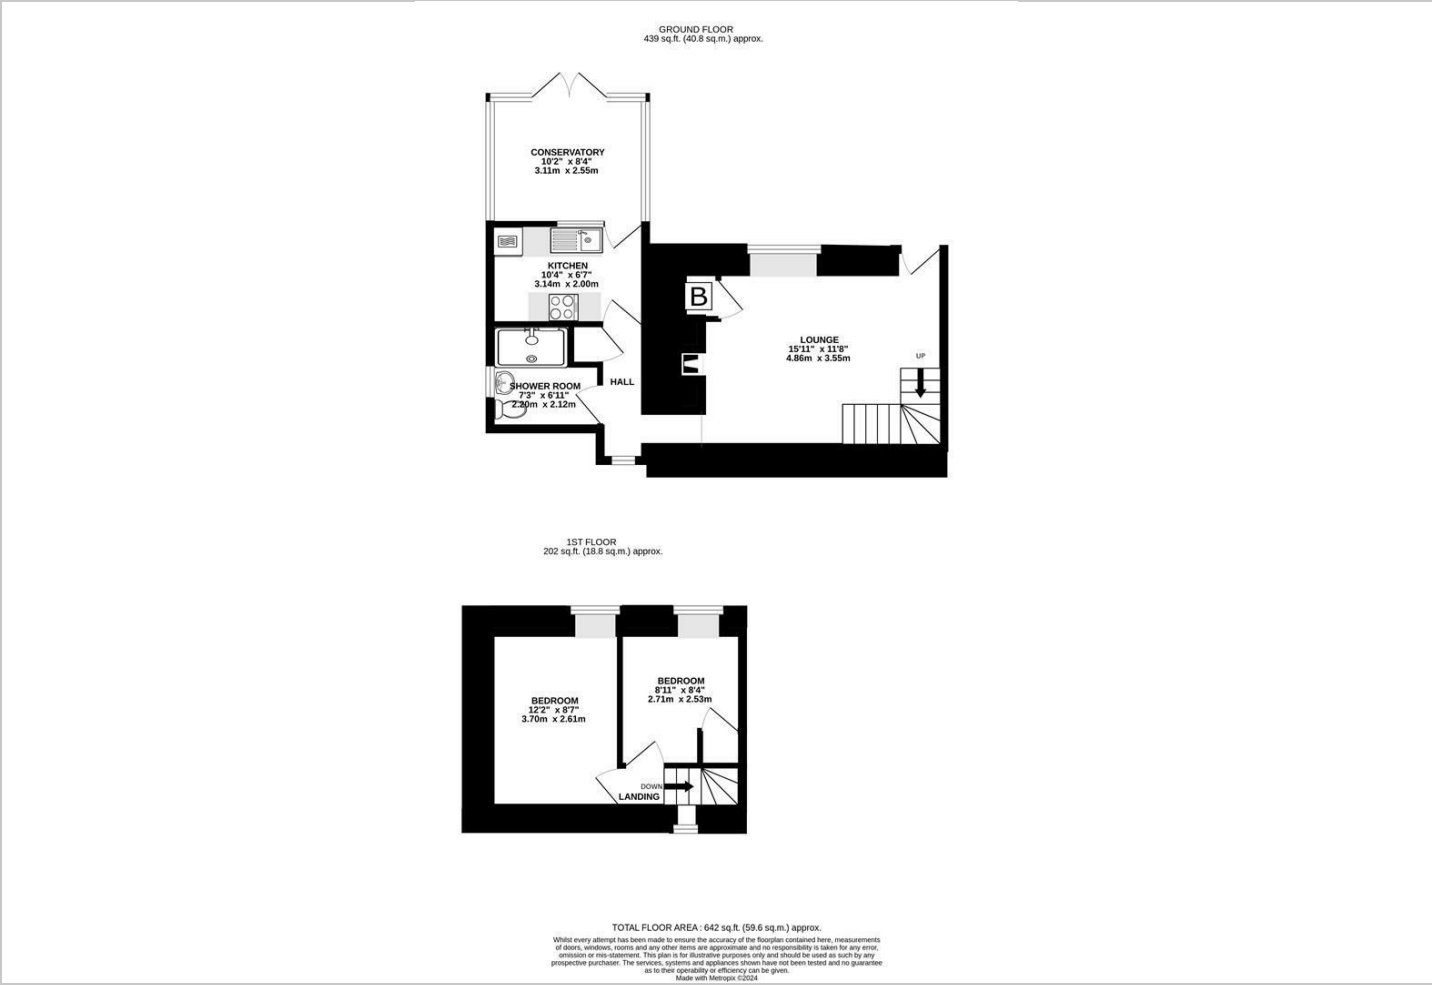 GROUND FLOOR
439 sq.ft. (40.8 sq.m.) approx.
CONSERVATORY
10'2" x 8'4"
3.11m x 2.55m
KITCHEN
10'4" x 6'7"
3.14m x 2.00m
B
LOUNGE
15'11" x 11'8"
4.86m x 3.55m
UP
HALL
SHOWER ROOM
7'3" x 6'11"
2.20m x 2.12m
1ST FLOOR
202 sq.ft. (18.8 sq.m.) approx.
BEDROOM
12'2" x 8'7"
3.70m x 2.61m
BEDROOM
8'11" x 8'4"
2.71m x 2.53m
DOWN
LANDING
TOTAL FLOOR AREA : 642 sq.ft. (59.6 sq.m.) approx.
Whilst every attempt has been made to ensure the accuracy of the floorplan contained here, measurements
of doors, windows, rooms and any other items are approximate and no responsibility is taken for any error,
omission or mis-statement. This plan is for illustrative purposes only and should be used as such by any
prospective purchaser. The services, systems and appliances shown have not been tested and no guarantee
as to their operability or efficiency can be given.
Made with Metropix ©2024